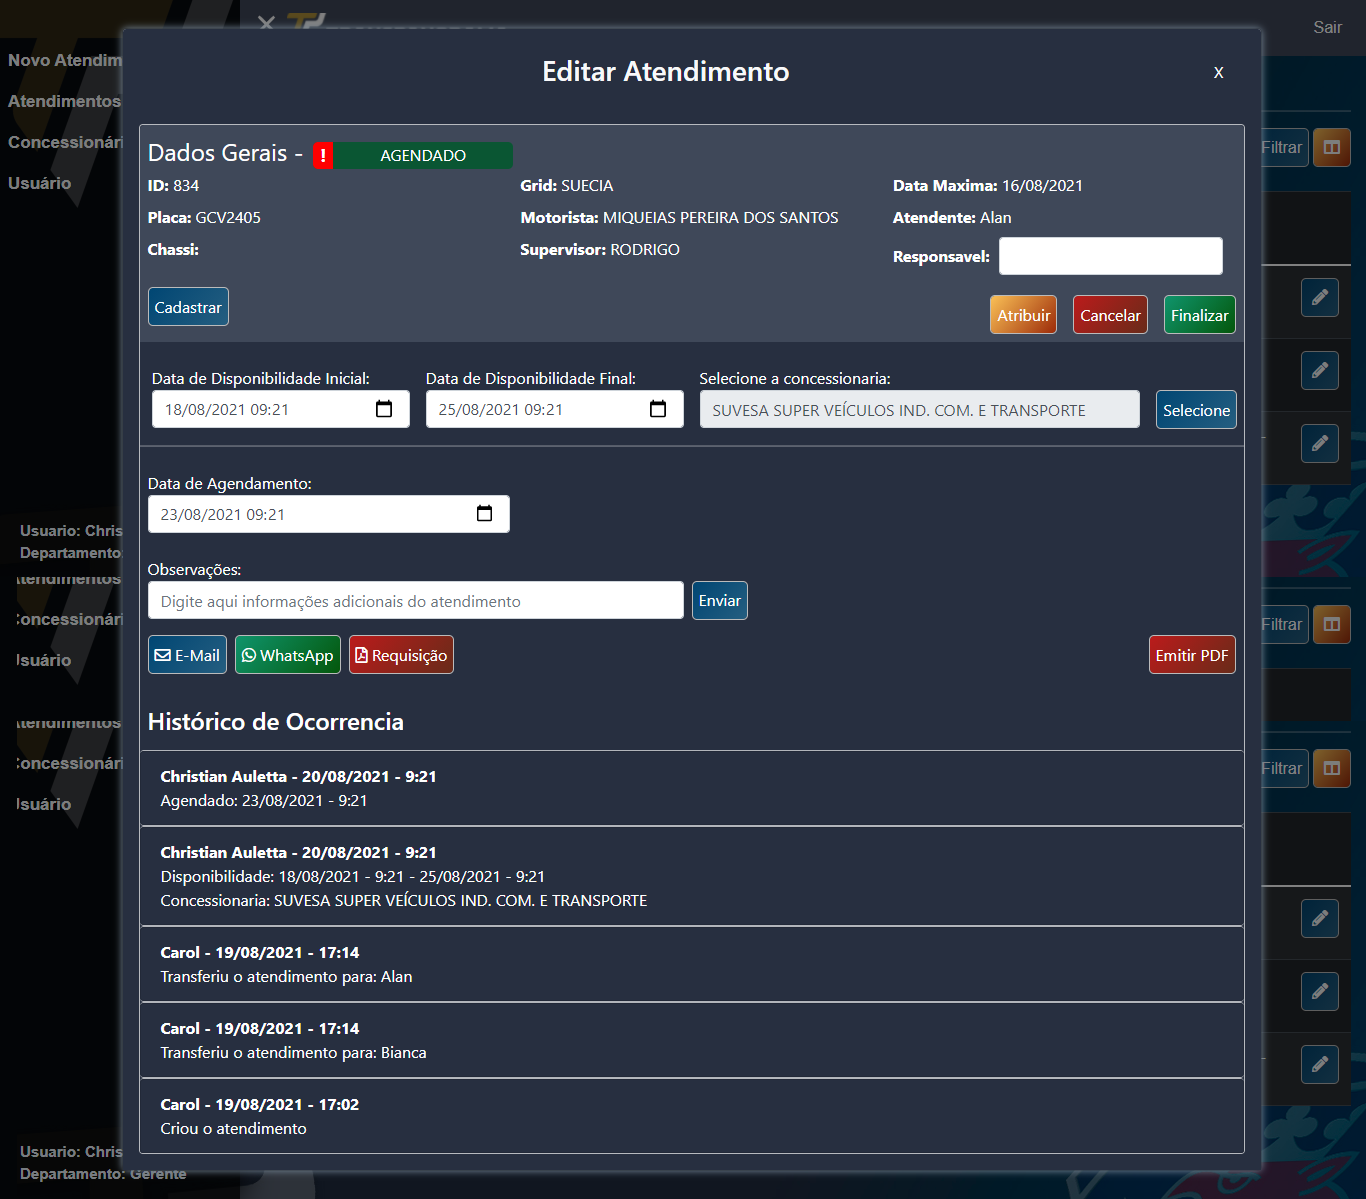 Sair
Novo Atendim
Atendimentos
Concessionári
Usuário
Filtrar
Editar Atendimento
X
Dados Gerais - ! AGENDADO
ID: 834
Grid: SUECIA
Data Maxima: 16/08/2021
Placa: GCV2405
Motorista: MIQUEIAS PEREIRA DOS SANTOS
Atendente: Alan
Chassi:
Supervisor: RODRIGO
Responsavel:
Cadastrar
Atribuir
Cancelar
Finalizar
Data de Disponibilidade Inicial:
Data de Disponibilidade Final:
Selecione a concessionaria:
18/08/2021 09:21
25/08/2021 09:21
SUVESA SUPER VEÍCULOS IND. COM. E TRANSPORTE
Selecione
Data de Agendamento:
23/08/2021 09:21
Observações:
Digite aqui informações adicionais do atendimento
Enviar
E-Mail
WhatsApp
Requisição
Emitir PDF
Histórico de Ocorrencia
Christian Auletta - 20/08/2021 - 9:21
Agendado: 23/08/2021 - 9:21
Christian Auletta - 20/08/2021 - 9:21
Disponibilidade: 18/08/2021 - 9:21 - 25/08/2021 - 9:21
Concessionaria: SUVESA SUPER VEÍCULOS IND. COM. E TRANSPORTE
Carol - 19/08/2021 - 17:14
Transferiu o atendimento para: Alan
Carol - 19/08/2021 - 17:14
Transferiu o atendimento para: Bianca
Carol - 19/08/2021 - 17:02
Criou o atendimento
Usuario: Chris
Departamento:
Atendimentos
Concessionári
Usuário
Filtrar
Atendimentos
Concessionári
Usuário
Filtrar
Usuario: Chris
Departamento: Gerente